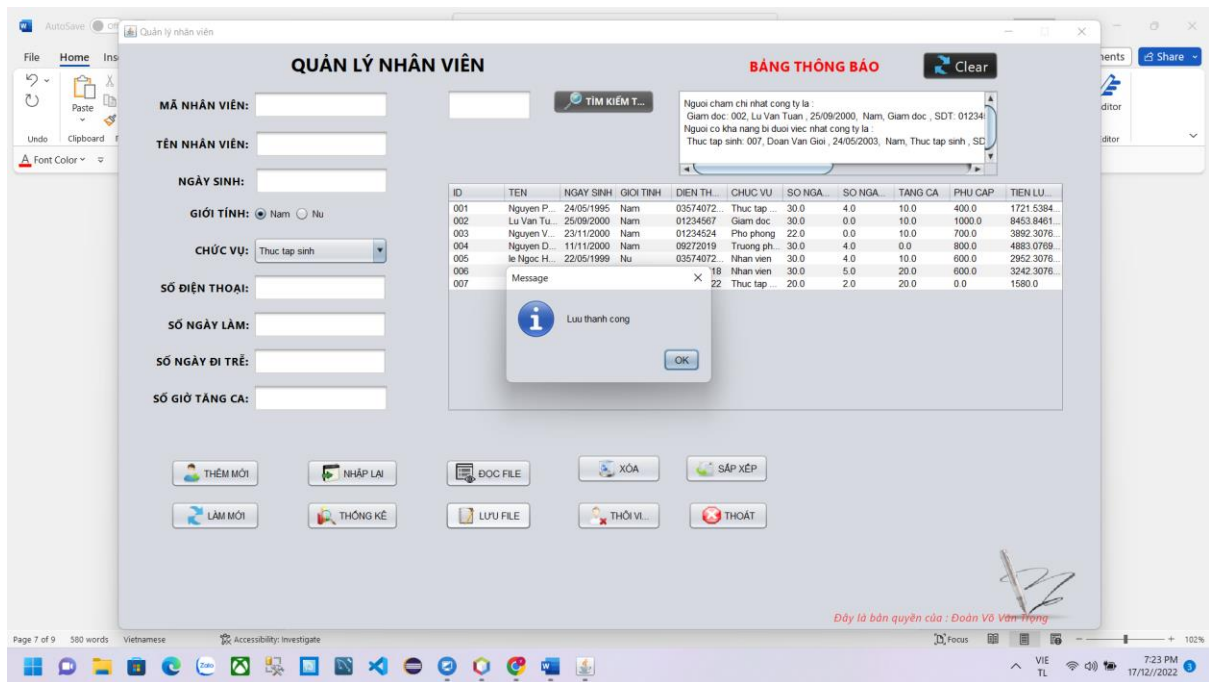 AutoSave Off
Quản lý nhân viên
File Home Ins
ments Share
Paste
Undo Clipboard
ditor
ditor
Font Color
QUẢN LÝ NHÂN VIÊN
BẢNG THÔNG BÁO
Clear
MÃ NHÂN VIÊN:
TÌM KIẾM T...
Nguoi cham chi nhat cong ty la :
Giam doc: 002, Lu Van Tuan , 25/09/2000, Nam, Giam doc , SDT: 01234
Nguoi co kha nang bi duoi viec nhat cong ty la :
Thuc tap sinh: 007, Doan Van Gioi , 24/05/2003, Nam, Thuc tap sinh , SD
TÊN NHÂN VIÊN:
NGÀY SINH:
GIỚI TÍNH: Nam Nu
CHỨC VỤ: Thuc tap sinh
SỐ ĐIỆN THOẠI:
SỐ NGÀY LÀM:
SỐ NGÀY ĐI TRỄ:
SỐ GIỜ TĂNG CA:
ID TEN NGAY SINH GIOI TINH DIEN TH... CHUC VU SO NGA... SO NGA... TANG CA PHU CAP TIEN LU...
001 Nguyen P... 24/05/1995 Nam 03574072... Thuc tap ... 30.0 4.0 10.0 400.0 1721.5384...
002 Lu Van Tu... 25/09/2000 Nam 01234567 Giam doc 30.0 0.0 10.0 1000.0 8453.8461...
003 Nguyen V... 23/11/2000 Nam 01234524 Pho phong 22.0 0.0 10.0 700.0 3892.3076...
004 Nguyen D... 11/11/2000 Nam 09272019 Truong ph... 30.0 4.0 0.0 800.0 4883.0769...
005 le Ngoc H... 22/05/1999 Nu 03574072... Nhan vien 30.0 4.0 10.0 600.0 2952.3076...
006 18 Nhan vien 30.0 5.0 20.0 600.0 3242.3076...
007 22 Thuc tap ... 20.0 2.0 20.0 0.0 1580.0
Message
Luu thanh cong
OK
THÊM MỚI NHẬP LẠI ĐỌC FILE XÓA SẮP XẾP
LÀM MỚI THỐNG KÊ LƯU FILE THÔI VI... THOÁT
Đây là bản quyền của : Đoàn Võ Văn Trọng
Page 7 of 9 580 words Vietnamese Accessibility: Investigate Focus 102%
Zalo
VIE
TL
7:23 PM
17/12//2022
3